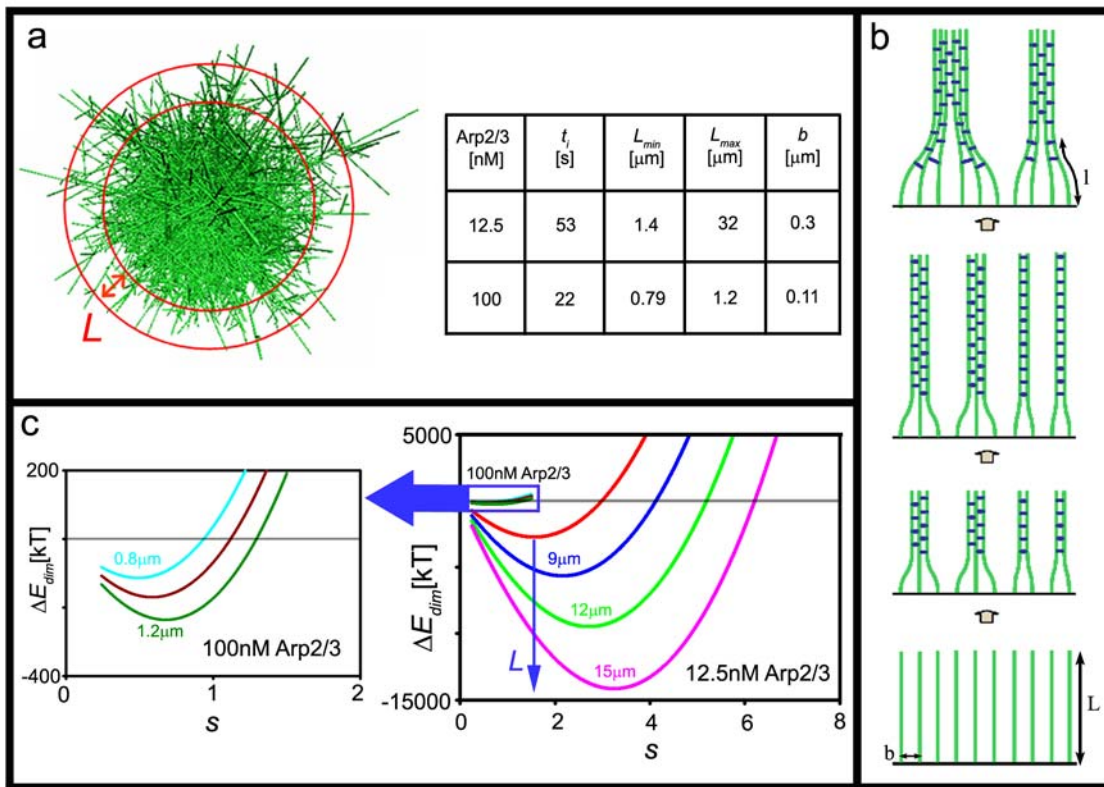 a
L
Arp2/3 [nM] t_i [s] L_min [μm] L_max [μm] b [μm]
12.5 53 1.4 32 0.3
100 22 0.79 1.2 0.11
b
l
L
b
c
200
ΔE_dim[kT]
-400
0 1 2
S
0.8μm
1.2μm
100nM Arp2/3
5000
ΔE_dim[kT]
-15000
0 2 4 6 8
S
100nM Arp2/3
9μm
12μm
15μm
L
12.5nM Arp2/3